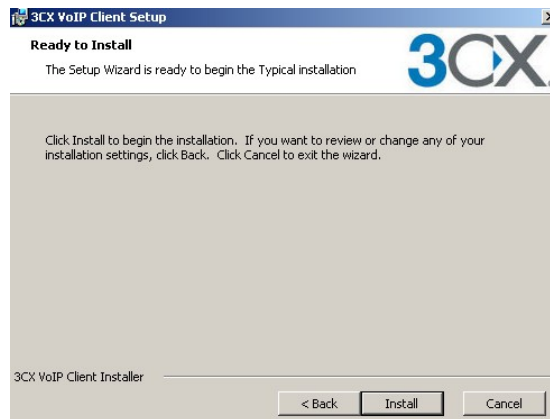 3CX VoIP Client Setup
Ready to Install
The Setup Wizard is ready to begin the Typical installation
3CX
Click Install to begin the installation. If you want to review or change any of your
installation settings, click Back. Click Cancel to exit the wizard.
3CX VoIP Client Installer
< Back Install Cancel